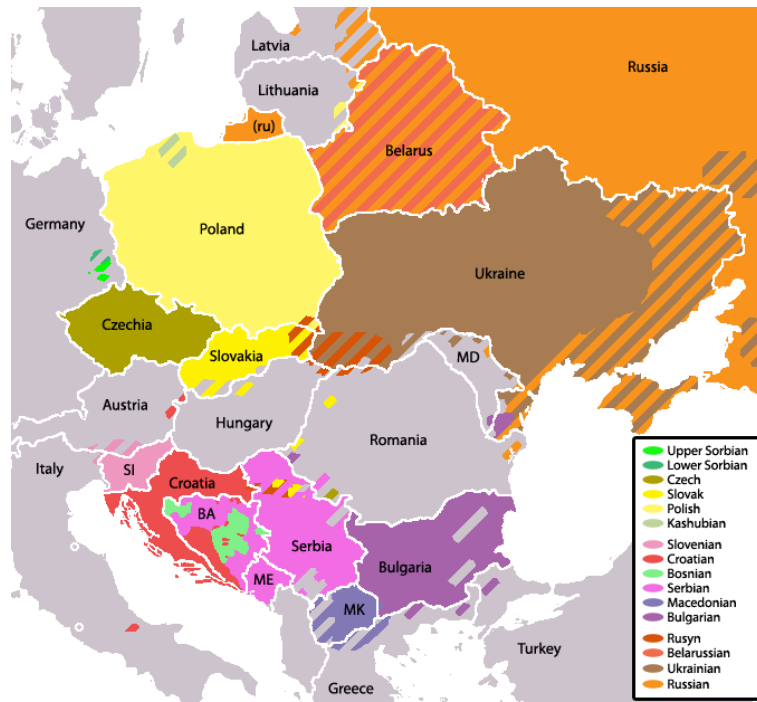 Latvia
Russia
Lithuania
(ru)
Belarus
Germany
Poland
Ukraine
Czechia
Slovakia
MD
Austria
Hungary
Romania
Italy
SI
Croatia
BA
Serbia
Bulgaria
ME
MK
Turkey
Greece
Upper Sorbian
Lower Sorbian
Czech
Slovak
Polish
Kashubian
Slovenian
Croatian
Bosnian
Serbian
Macedonian
Bulgarian
Rusyn
Belarussian
Ukrainian
Russian